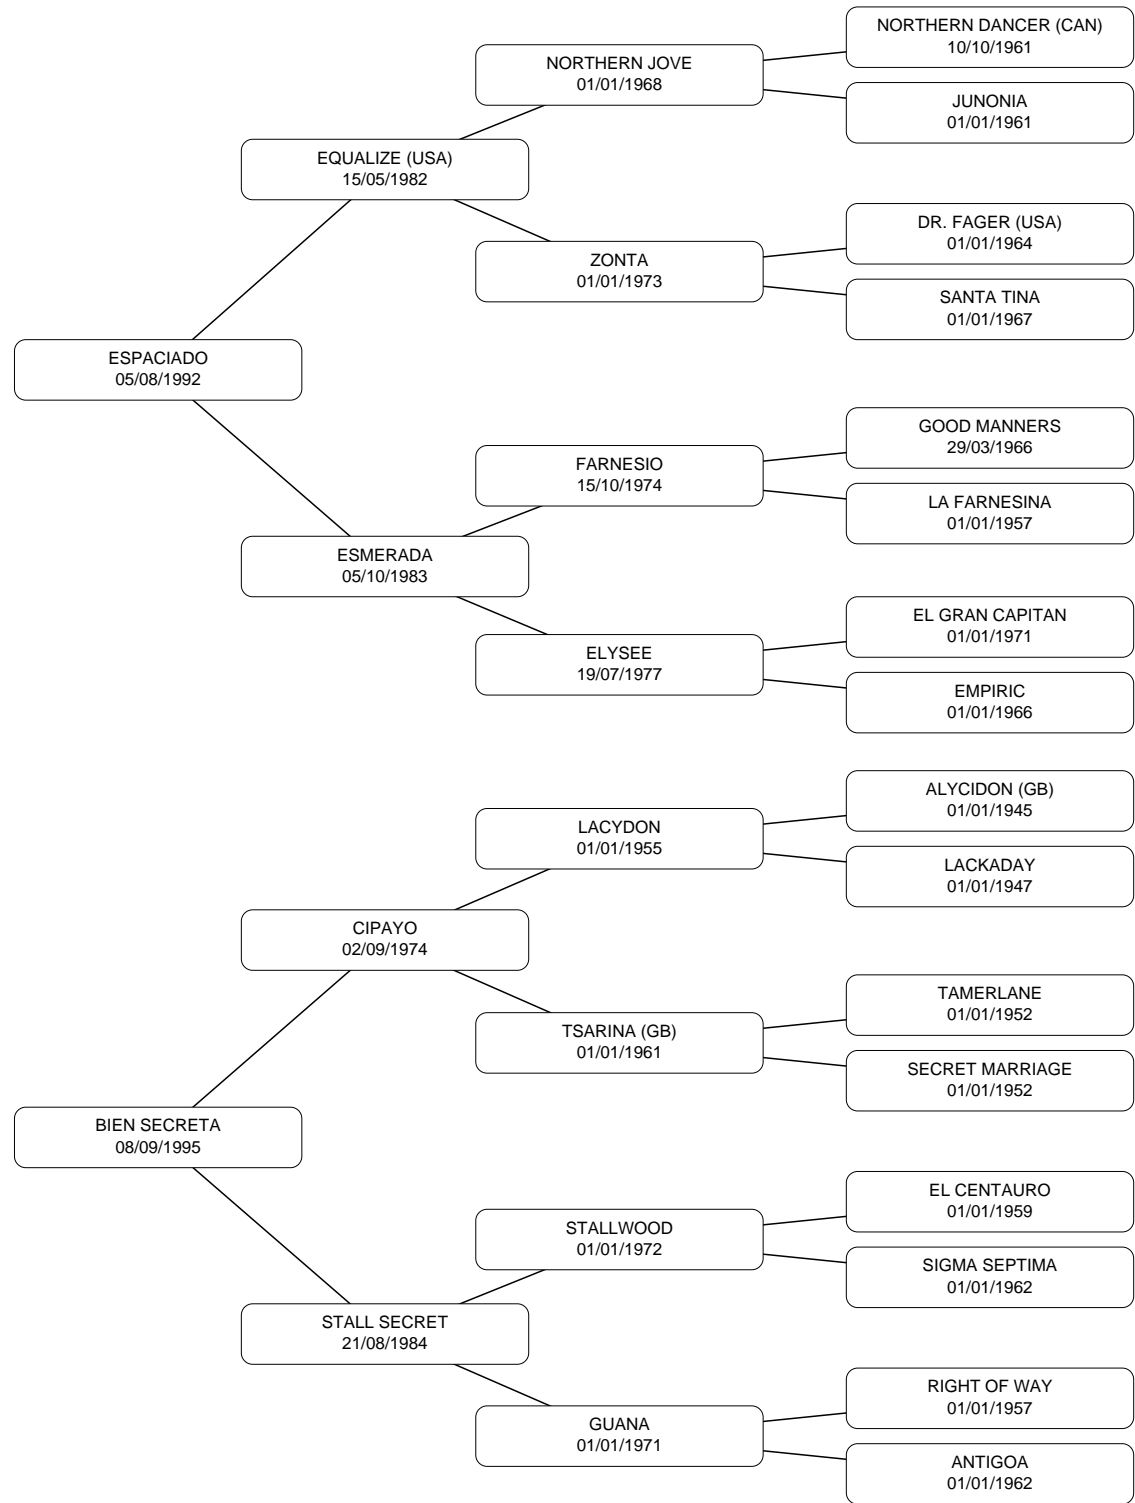 NORTHERN DANCER (CAN)
10/10/1961
NORTHERN JOVE
01/01/1968
JUNONIA
01/01/1961
EQUALIZE (USA)
15/05/1982
DR. FAGER (USA)
01/01/1964
ZONTA
01/01/1973
SANTA TINA
01/01/1967
ESPACIADO
05/08/1992
GOOD MANNERS
29/03/1966
FARNESIO
15/10/1974
LA FARNESINA
01/01/1957
ESMERADA
05/10/1983
EL GRAN CAPITAN
01/01/1971
ELYSEE
19/07/1977
EMPIRIC
01/01/1966
ALYCIDON (GB)
01/01/1945
LACYDON
01/01/1955
LACKADAY
01/01/1947
CIPAYO
02/09/1974
TAMERLANE
01/01/1952
TSARINA (GB)
01/01/1961
SECRET MARRIAGE
01/01/1952
BIEN SECRETA
08/09/1995
EL CENTAURO
01/01/1959
STALLWOOD
01/01/1972
SIGMA SEPTIMA
01/01/1962
STALL SECRET
21/08/1984
RIGHT OF WAY
01/01/1957
GUANA
01/01/1971
ANTIGOA
01/01/1962